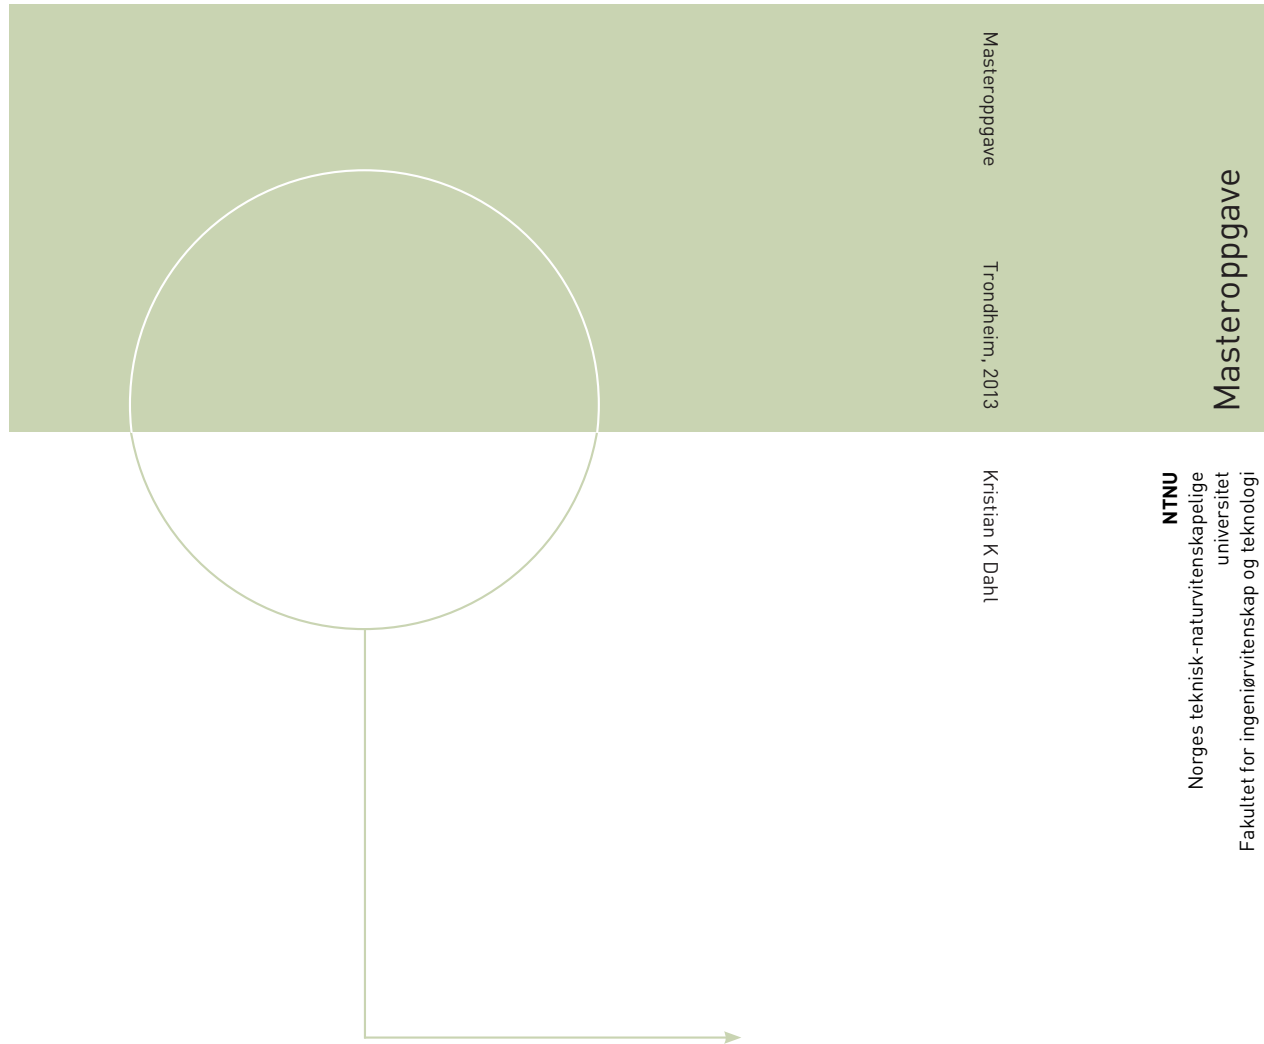 Masteroppgave
Trondheim, 2013
Kristian K Dahl
Masteroppgave
NTNU
Norges teknisk-naturvitenskapelige
universitet
Fakultet for ingeniørvitenskap og teknologi